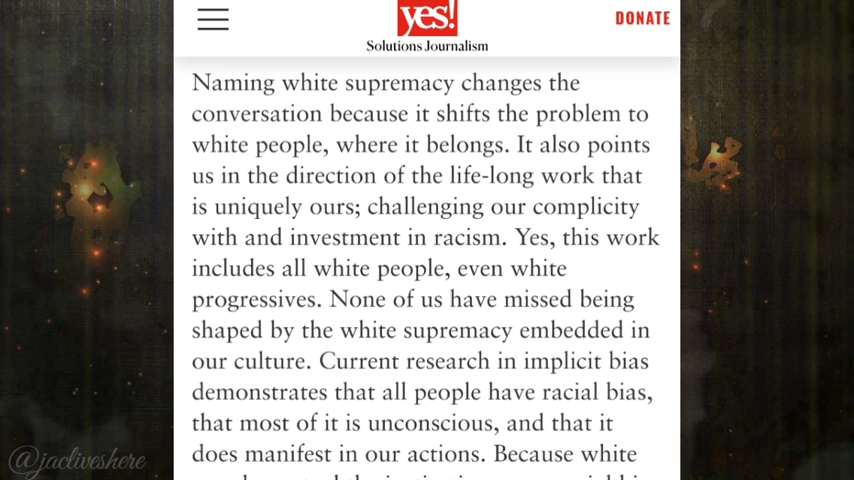 yes!
DONATE
Solutions Journalism
Naming white supremacy changes the
conversation because it shifts the problem to
white people, where it belongs. It also points
us in the direction of the life-long work that
is uniquely ours; challenging our complicity
with and investment in racism. Yes, this work
includes all white people, even white
progressives. None of us have missed being
shaped by the white supremacy embedded in
our culture. Current research in implicit bias
demonstrates that all people have racial bias,
that most of it is unconscious, and that it
does manifest in our actions. Because white
@jacliveshere